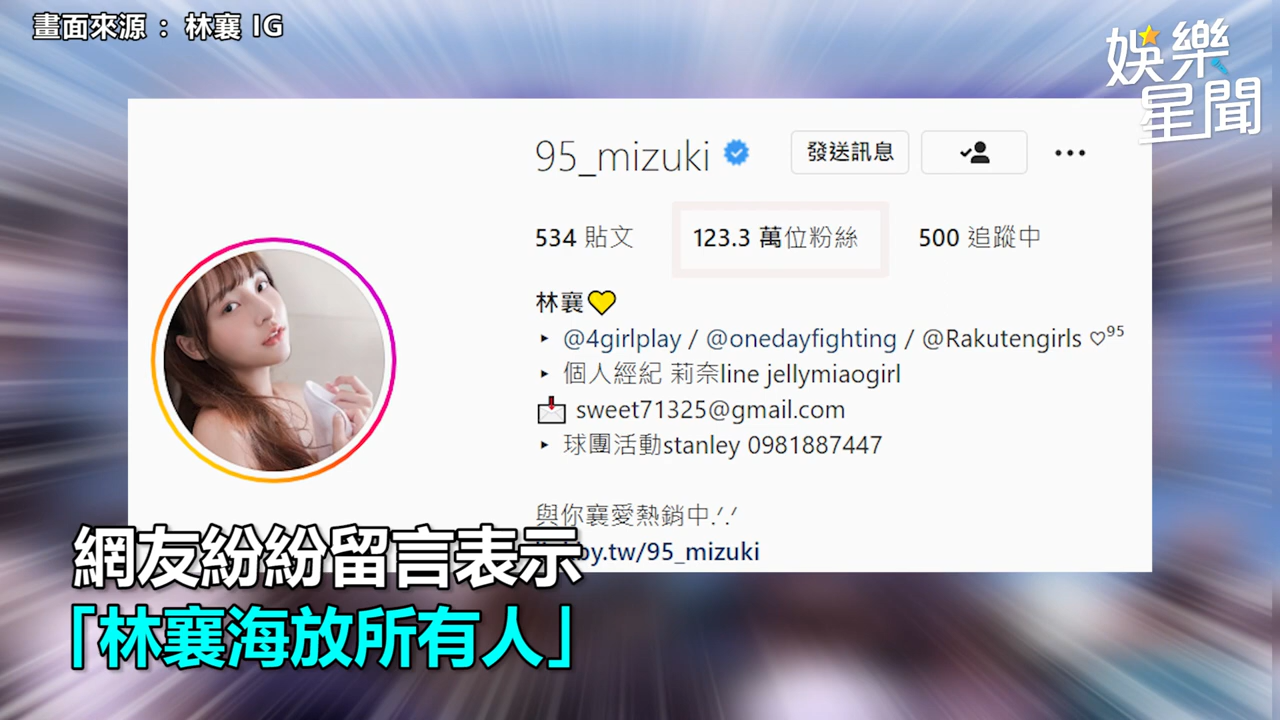 畫面來源 : 林襄 IG
娛樂
星聞
95_mizuki
發送訊息
534 貼文
123.3 萬位粉絲
500 追蹤中
林襄💛
‣ @4girlplay / @onedayfighting / @Rakutengirls ♡⁹⁵
‣ 個人經紀 莉奈line jellymiaogirl
📩 sweet71325@gmail.com
‣ 球團活動stanley 0981887447
與你襄愛熱銷中.ᐟ.ᐟ
by.tw/95_mizuki
網友紛紛留言表示
「林襄海放所有人」